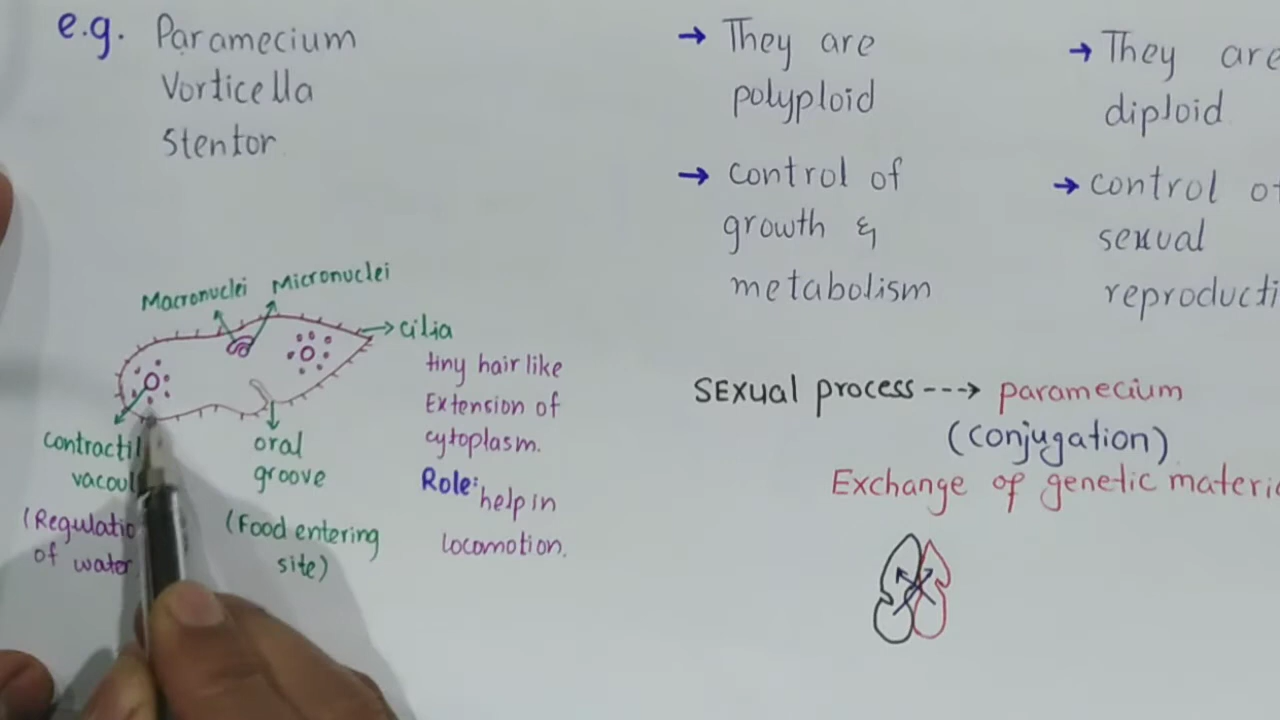 e.g. Paramecium
Vorticella
Stentor
Macronuclei
Micronuclei
cilia
tiny hair like
Extension of
cytoplasm.
Role:
help in
locomotion.
contractil
vacoul
(Regulatio
of water
oral
groove
(Food entering
site)
→ They are
polyploid
→ control of
growth &
metabolism
→ They are
diploid
→ control of
sexual
reproducti
SEXual process ---→ paramecium
(conjugation)
Exchange of genetic materia